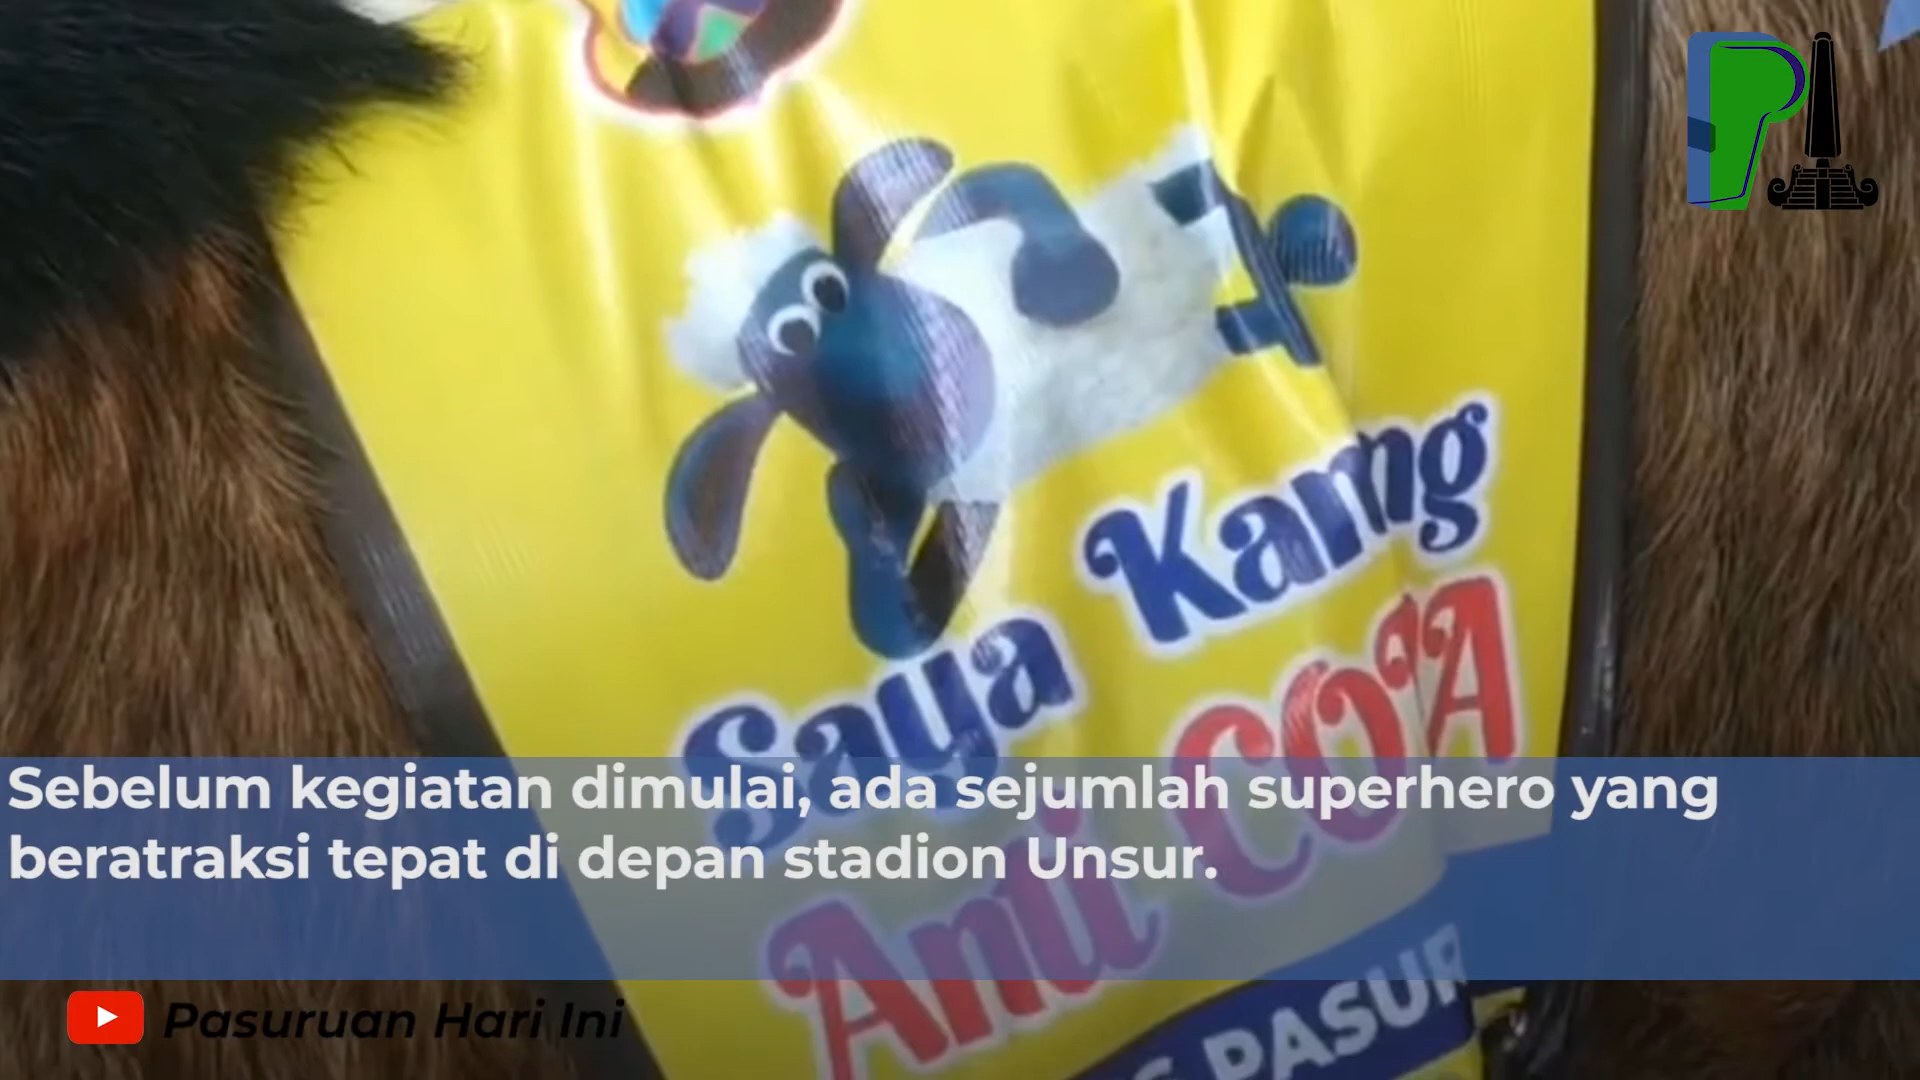 Saya Kamg
Anti COA
PASUR
Sebelum kegiatan dimulai, ada sejumlah superhero yang
beratraksi tepat di depan stadion Unsur.
Pasuruan Hari Ini